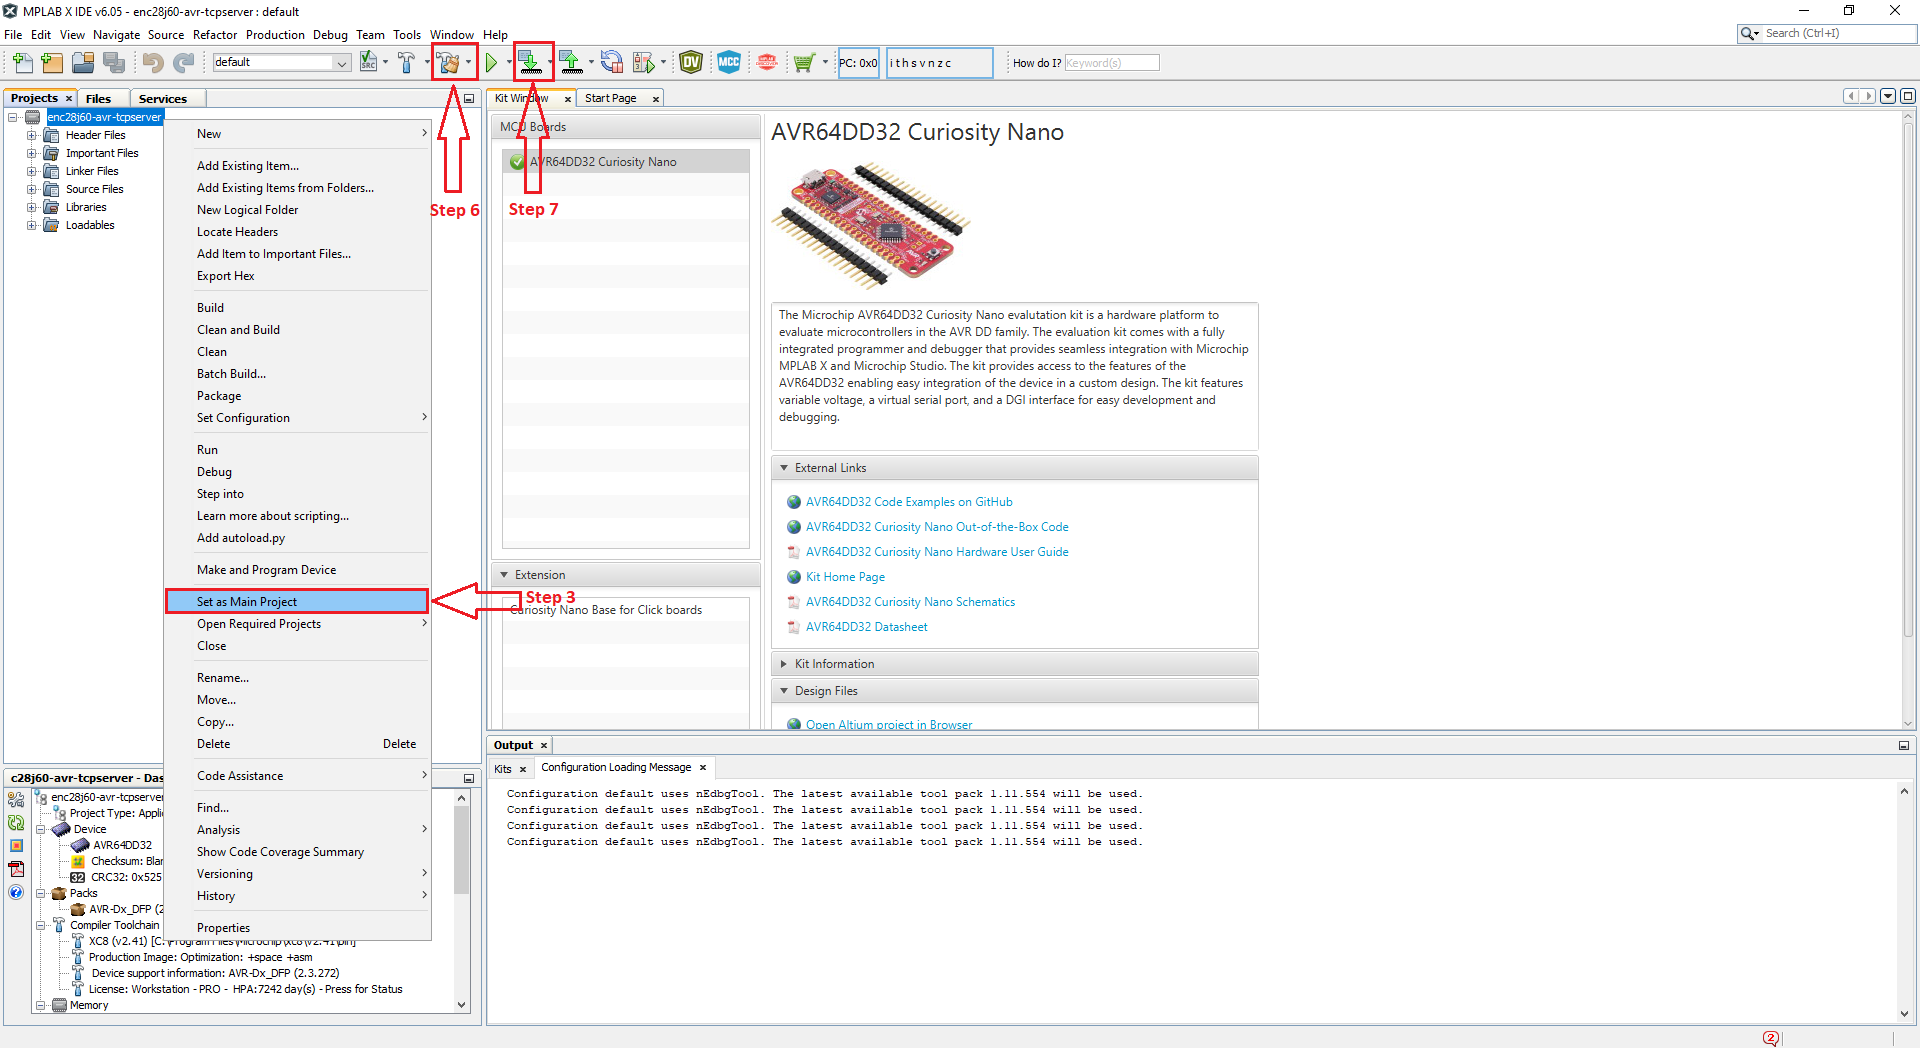 MPLAB X IDE v6.05 - enc28j60-avr-tcpserver : default
File Edit View Navigate Source Refactor Production Debug Team Tools Window Help
Search (Ctrl+I)
default
SRC
DV
MCC
PC: 0x0
i t h s v n z c
How do I?
Keyword(s)
Projects
Files
Services
enc28j60-avr-tcpserver
Header Files
Important Files
Linker Files
Source Files
Libraries
Loadables
New
Add Existing Item...
Add Existing Items from Folders...
New Logical Folder
Locate Headers
Add Item to Important Files...
Export Hex
Build
Clean and Build
Clean
Batch Build...
Package
Set Configuration
Run
Debug
Step into
Learn more about scripting...
Add autoload.py
Make and Program Device
Set as Main Project
Open Required Projects
Close
Rename...
Move...
Copy...
Delete Delete
Code Assistance
Find...
Analysis
Show Code Coverage Summary
Versioning
History
Properties
Step 6
Step 7
Step 3
Kit Window
Start Page
MCU Boards
AVR64DD32 Curiosity Nano
Extension
Curiosity Nano Base for Click boards
AVR64DD32 Curiosity Nano
The Microchip AVR64DD32 Curiosity Nano evalutation kit is a hardware platform to
evaluate microcontrollers in the AVR DD family. The evaluation kit comes with a fully
integrated programmer and debugger that provides seamless integration with Microchip
MPLAB X and Microchip Studio. The kit provides access to the features of the
AVR64DD32 enabling easy integration of the device in a custom design. The kit features
variable voltage, a virtual serial port, and a DGI interface for easy development and
debugging.
External Links
AVR64DD32 Code Examples on GitHub
AVR64DD32 Curiosity Nano Out-of-the-Box Code
AVR64DD32 Curiosity Nano Hardware User Guide
Kit Home Page
AVR64DD32 Curiosity Nano Schematics
AVR64DD32 Datasheet
Kit Information
Design Files
Open Altium project in Browser
c28j60-avr-tcpserver - Das
enc28j60-avr-tcpserver
Project Type: Appli
Device
AVR64DD32
Checksum: Blan
32 CRC32: 0x525
Packs
AVR-Dx_DFP (2
Compiler Toolchain
XC8 (v2.41) [C:\Program Files\Microchip\xc8\v2.41\bin]
Production Image: Optimization: +space +asm
Device support information: AVR-Dx_DFP (2.3.272)
License: Workstation - PRO - HPA:7242 day(s) - Press for Status
Memory
Output
Kits
Configuration Loading Message
Configuration default uses nEdbgTool. The latest available tool pack 1.11.554 will be used.
Configuration default uses nEdbgTool. The latest available tool pack 1.11.554 will be used.
Configuration default uses nEdbgTool. The latest available tool pack 1.11.554 will be used.
Configuration default uses nEdbgTool. The latest available tool pack 1.11.554 will be used.
2